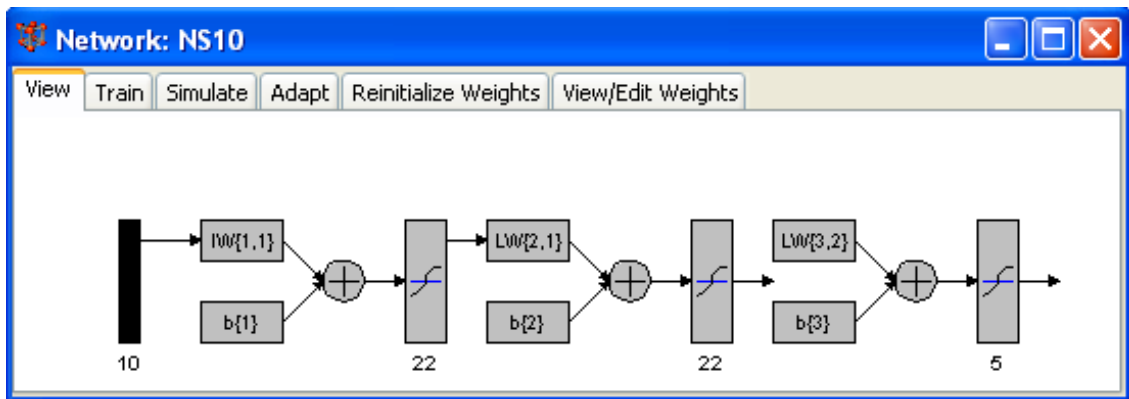 Network: NS10
View Train Simulate Adapt Reinitialize Weights View/Edit Weights
IW{1,1} LW{2,1} LW{3,2}
b{1} b{2} b{3}
10 22 22 5